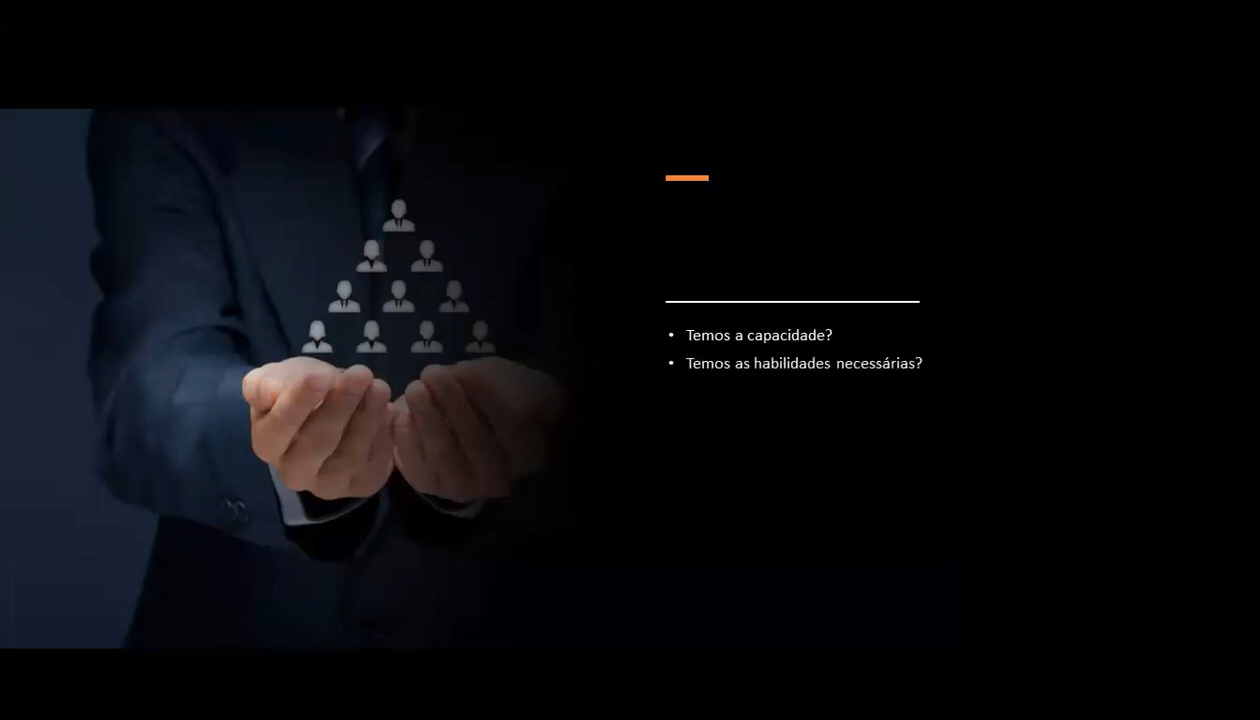 • Temos a capacidade?
• Temos as habilidades necessárias?